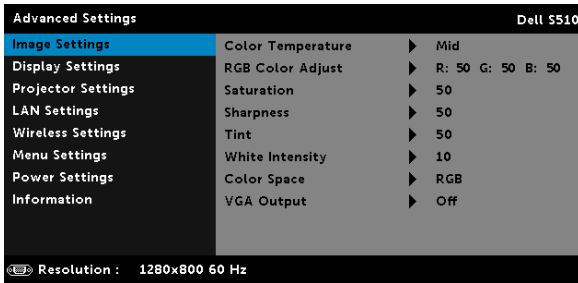 Advanced Settings Dell S510
Image Settings Color Temperature Mid
Display Settings RGB Color Adjust R: 50 G: 50 B: 50
Projector Settings Saturation 50
LAN Settings Sharpness 50
Wireless Settings Tint 50
Menu Settings White Intensity 10
Power Settings Color Space RGB
Information VGA Output Off
Resolution : 1280x800 60 Hz